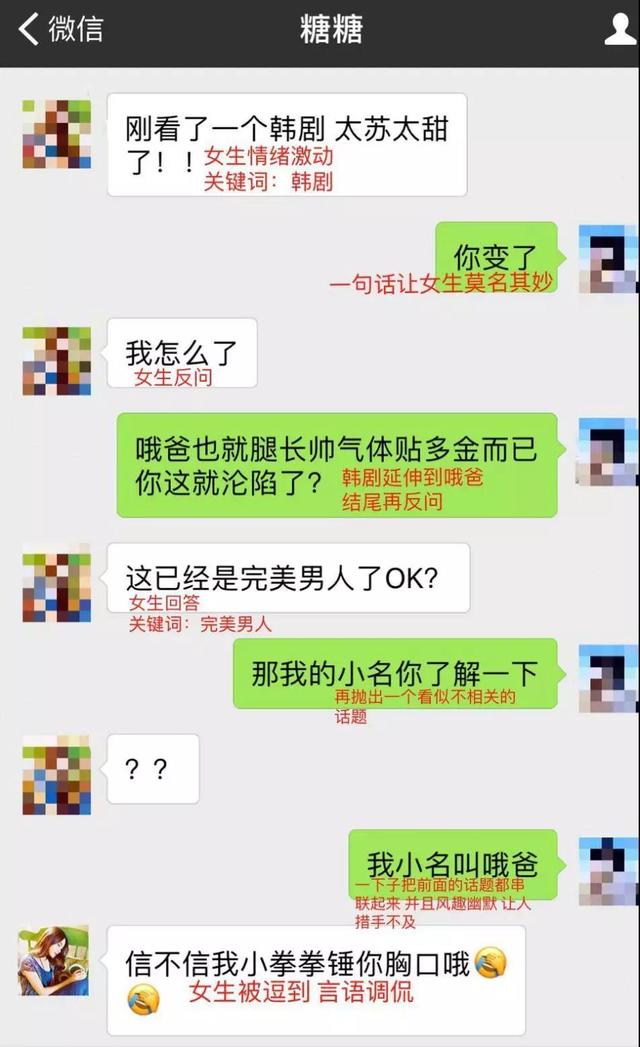 微信
糖糖
刚看了一个韩剧 太苏太甜
了！！
女生情绪激动
关键词：韩剧
你变了
一句话让女生莫名其妙
我怎么了
女生反问
哦爸也就腿长帅气体贴多金而已
你这就沦陷了？
韩剧延伸到哦爸
结尾再反问
这已经是完美男人了OK?
女生回答
关键词：完美男人
那我的小名你了解一下
再抛出一个看似不相关的
话题
？？
我小名叫哦爸
一下子把前面的话题都串
联起来 并且风趣幽默 让人
措手不及
信不信我小拳拳锤你胸口哦😂
😂
女生被逗到 言语调侃